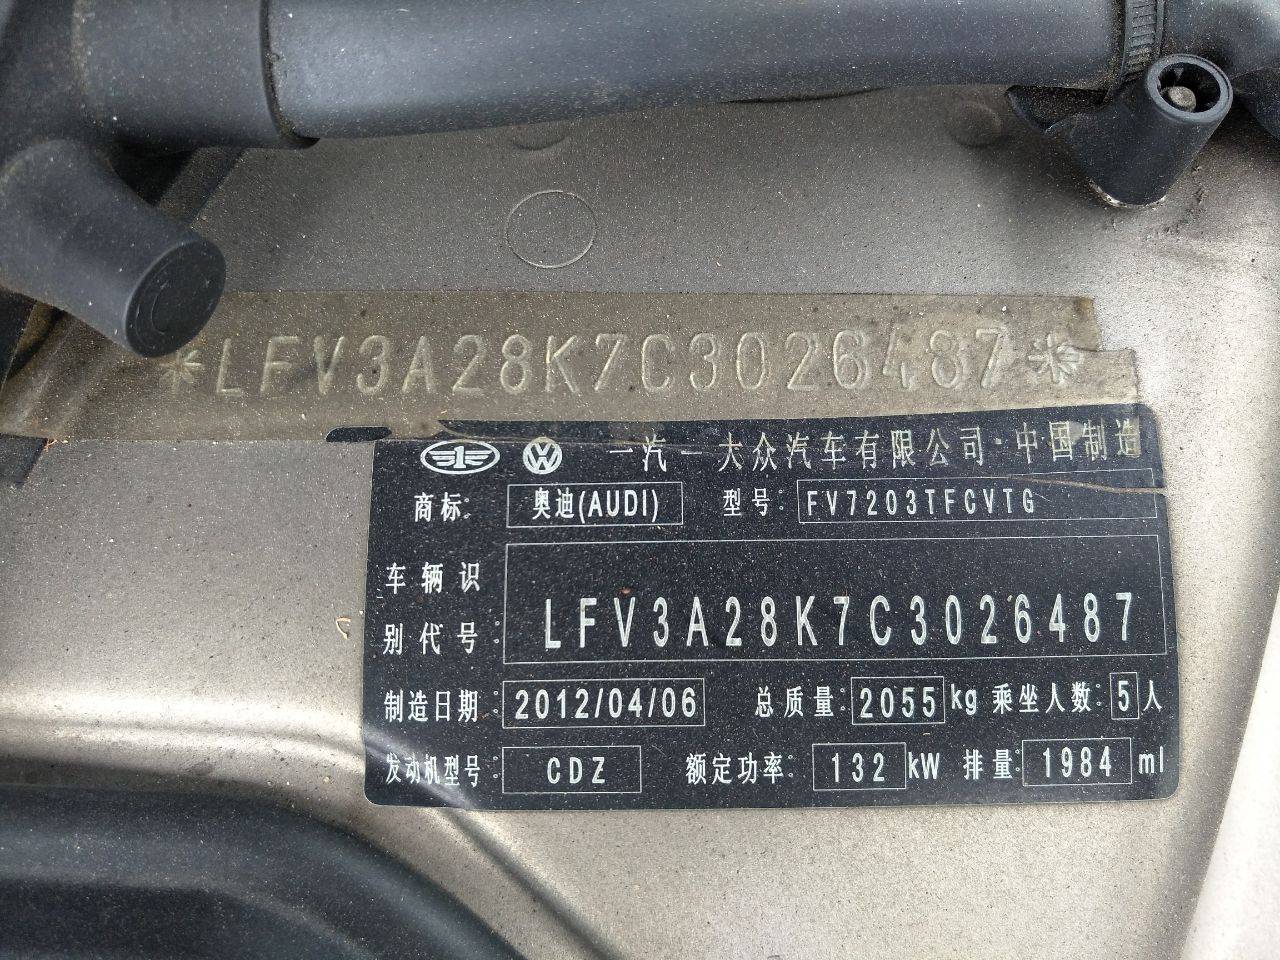 *LFV3A28K7C3026487*
一汽－大众汽车有限公司·中国制造
商标: 奥迪(AUDI) 型号: FV7203TFCVTG
车辆识别代号: LFV3A28K7C3026487
制造日期: 2012/04/06 总质量: 2055 kg 乘坐人数: 5 人
发动机型号: CDZ 额定功率: 132 kW 排量: 1984 ml